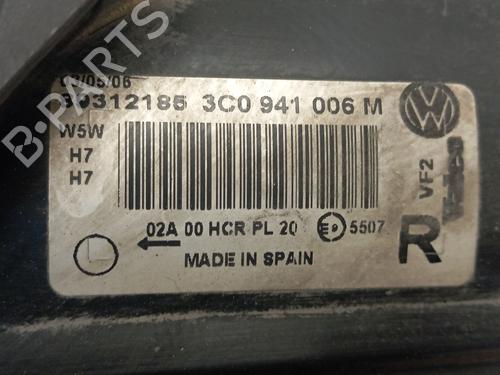 B-PARTS
03/05/06
89312185 3C0 941 006 M
W5W
H7
H7
VF2
02A 00 HCR PL 20 E9 5507
R
MADE IN SPAIN